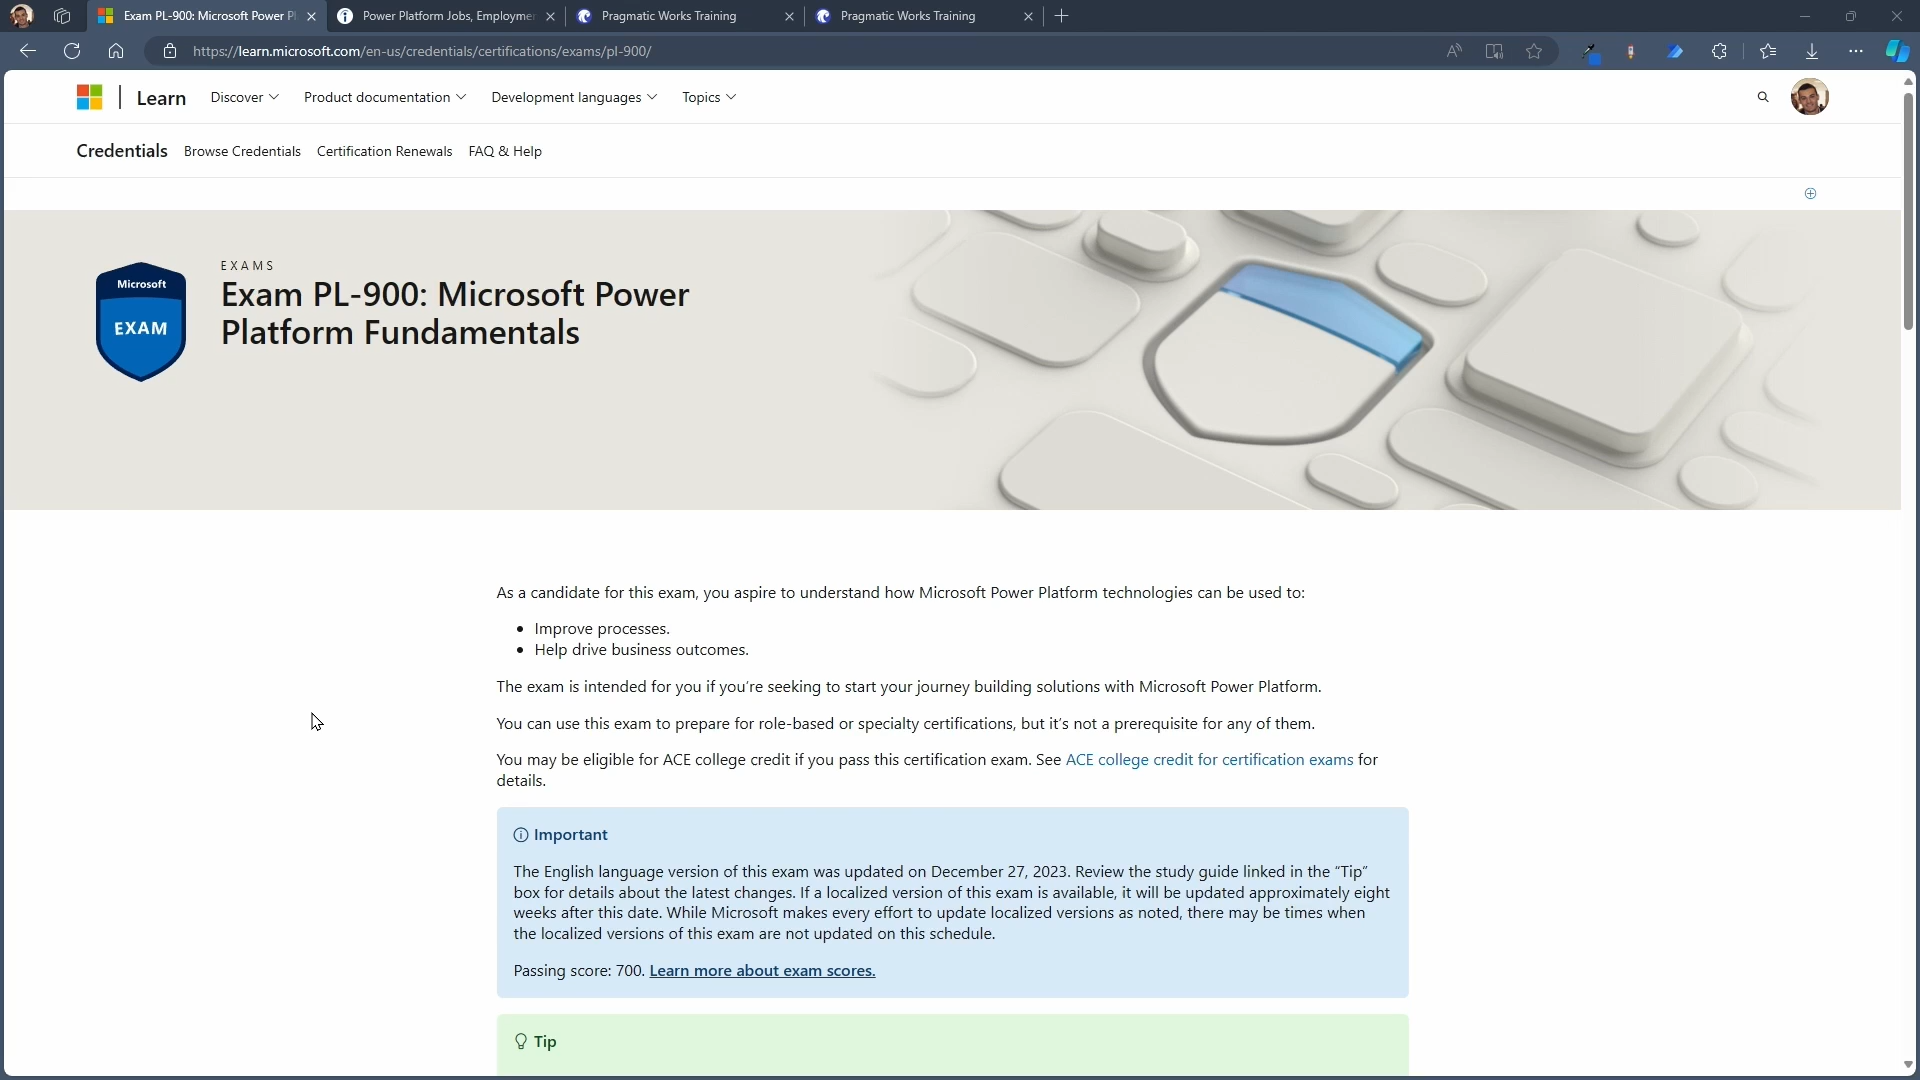 Exam PL-900: Microsoft Power Pl
Power Platform Jobs, Employme
Pragmatic Works Training
Pragmatic Works Training
https://learn.microsoft.com/en-us/credentials/certifications/exams/pl-900/
Learn
Discover
Product documentation
Development languages
Topics
Credentials
Browse Credentials
Certification Renewals
FAQ & Help
Microsoft
EXAM
EXAMS
Exam PL-900: Microsoft Power
Platform Fundamentals
As a candidate for this exam, you aspire to understand how Microsoft Power Platform technologies can be used to:
• Improve processes.
• Help drive business outcomes.
The exam is intended for you if you’re seeking to start your journey building solutions with Microsoft Power Platform.
You can use this exam to prepare for role-based or specialty certifications, but it’s not a prerequisite for any of them.
You may be eligible for ACE college credit if you pass this certification exam. See ACE college credit for certification exams for
details.
Important
The English language version of this exam was updated on December 27, 2023. Review the study guide linked in the “Tip”
box for details about the latest changes. If a localized version of this exam is available, it will be updated approximately eight
weeks after this date. While Microsoft makes every effort to update localized versions as noted, there may be times when
the localized versions of this exam are not updated on this schedule.
Passing score: 700. Learn more about exam scores.
Tip